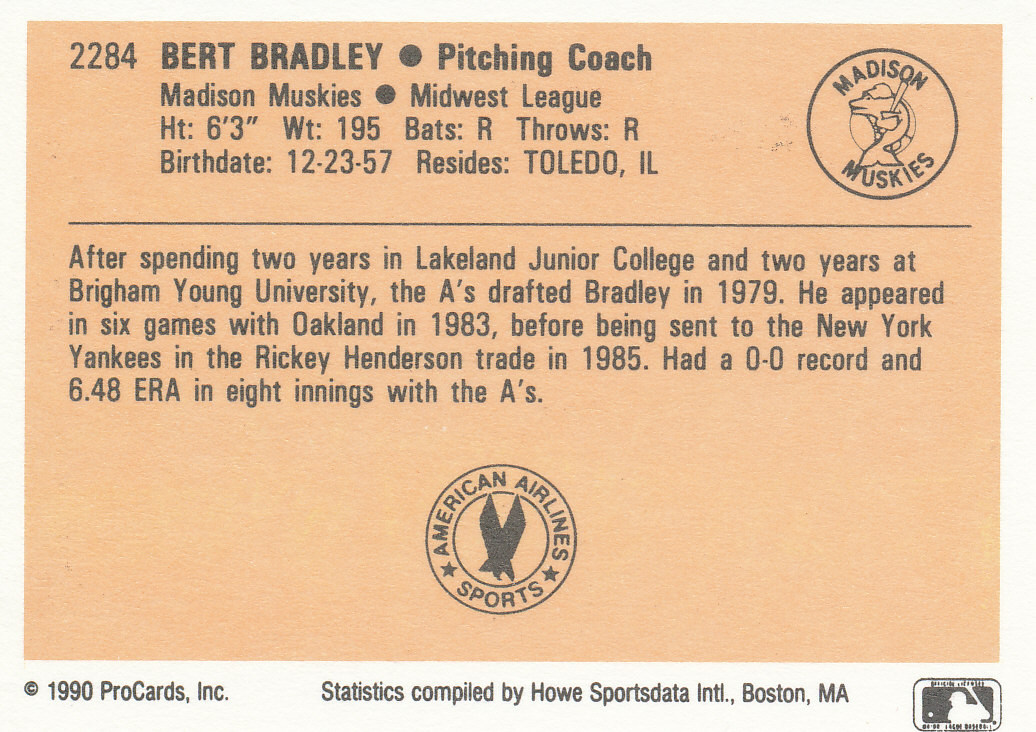 2284 BERT BRADLEY ● Pitching Coach
Madison Muskies ● Midwest League
Ht: 6'3" Wt: 195 Bats: R Throws: R
Birthdate: 12-23-57 Resides: TOLEDO, IL
MADISON
MUSKIES
After spending two years in Lakeland Junior College and two years at
Brigham Young University, the A's drafted Bradley in 1979. He appeared
in six games with Oakland in 1983, before being sent to the New York
Yankees in the Rickey Henderson trade in 1985. Had a 0-0 record and
6.48 ERA in eight innings with the A's.
AMERICAN AIRLINES
★ SPORTS ★
© 1990 ProCards, Inc. Statistics compiled by Howe Sportsdata Intl., Boston, MA